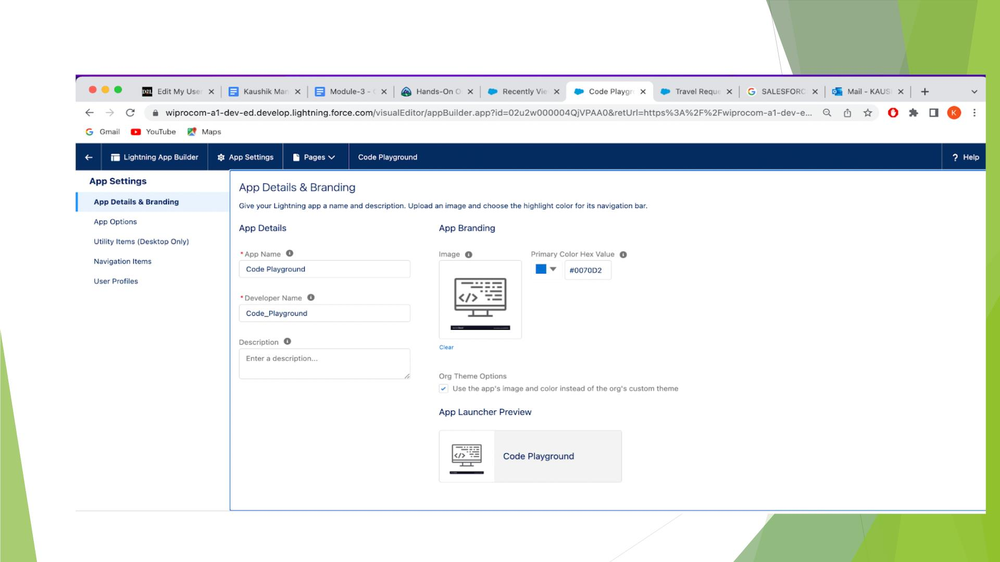 Edit My User
Kaushik Man
Module-3 -
Hands-On O
Recently Vie
Code Playgr
Travel Reque
SALESFORC
Mail - KAUS
wiprocom-a1-dev-ed.develop.lightning.force.com/visualEditor/appBuilder.app?id=02u2w000004QjVPAA0&retUrl=https%3A%2F%2Fwiprocom-a1-dev-e...
K
Gmail
YouTube
Maps
Lightning App Builder
App Settings
Pages
Code Playground
? Help
App Settings
App Details & Branding
App Options
Utility Items (Desktop Only)
Navigation Items
User Profiles
App Details & Branding
Give your Lightning app a name and description. Upload an image and choose the highlight color for its navigation bar.
App Details
* App Name
Code Playground
* Developer Name
Code_Playground
Description
Enter a description...
App Branding
Image
Primary Color Hex Value
#0070D2
</>
Clear
Org Theme Options
Use the app's image and color instead of the org's custom theme
App Launcher Preview
</>
Code Playground